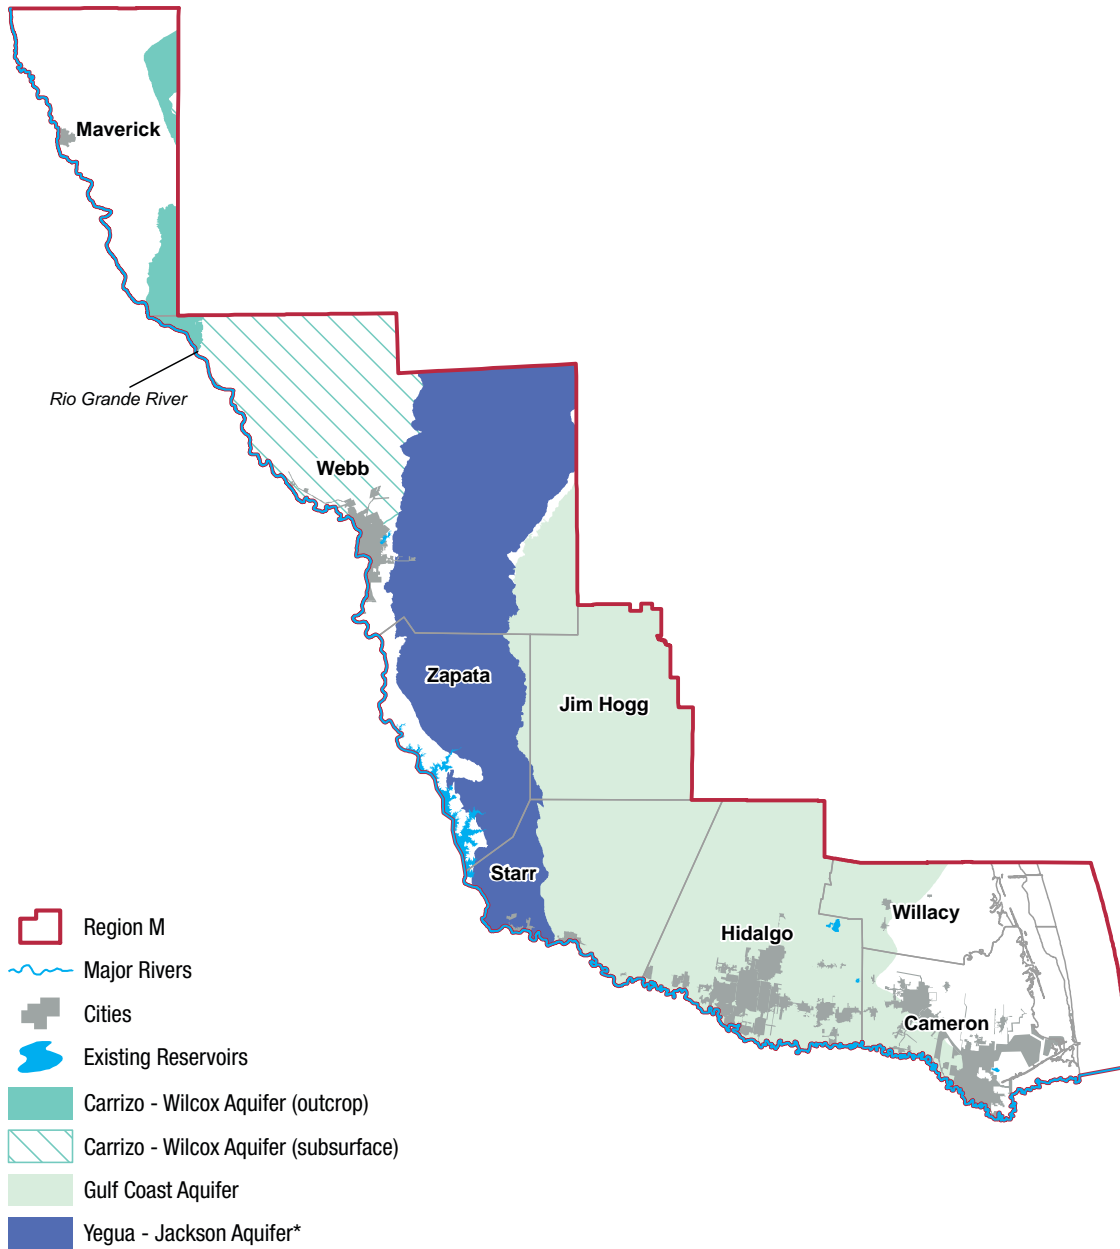 Maverick
Rio Grande River
Webb
Zapata
Jim Hogg
Starr
Willacy
Hidalgo
Cameron
Region M
Major Rivers
Cities
Existing Reservoirs
Carrizo - Wilcox Aquifer (outcrop)
Carrizo - Wilcox Aquifer (subsurface)
Gulf Coast Aquifer
Yegua - Jackson Aquifer*